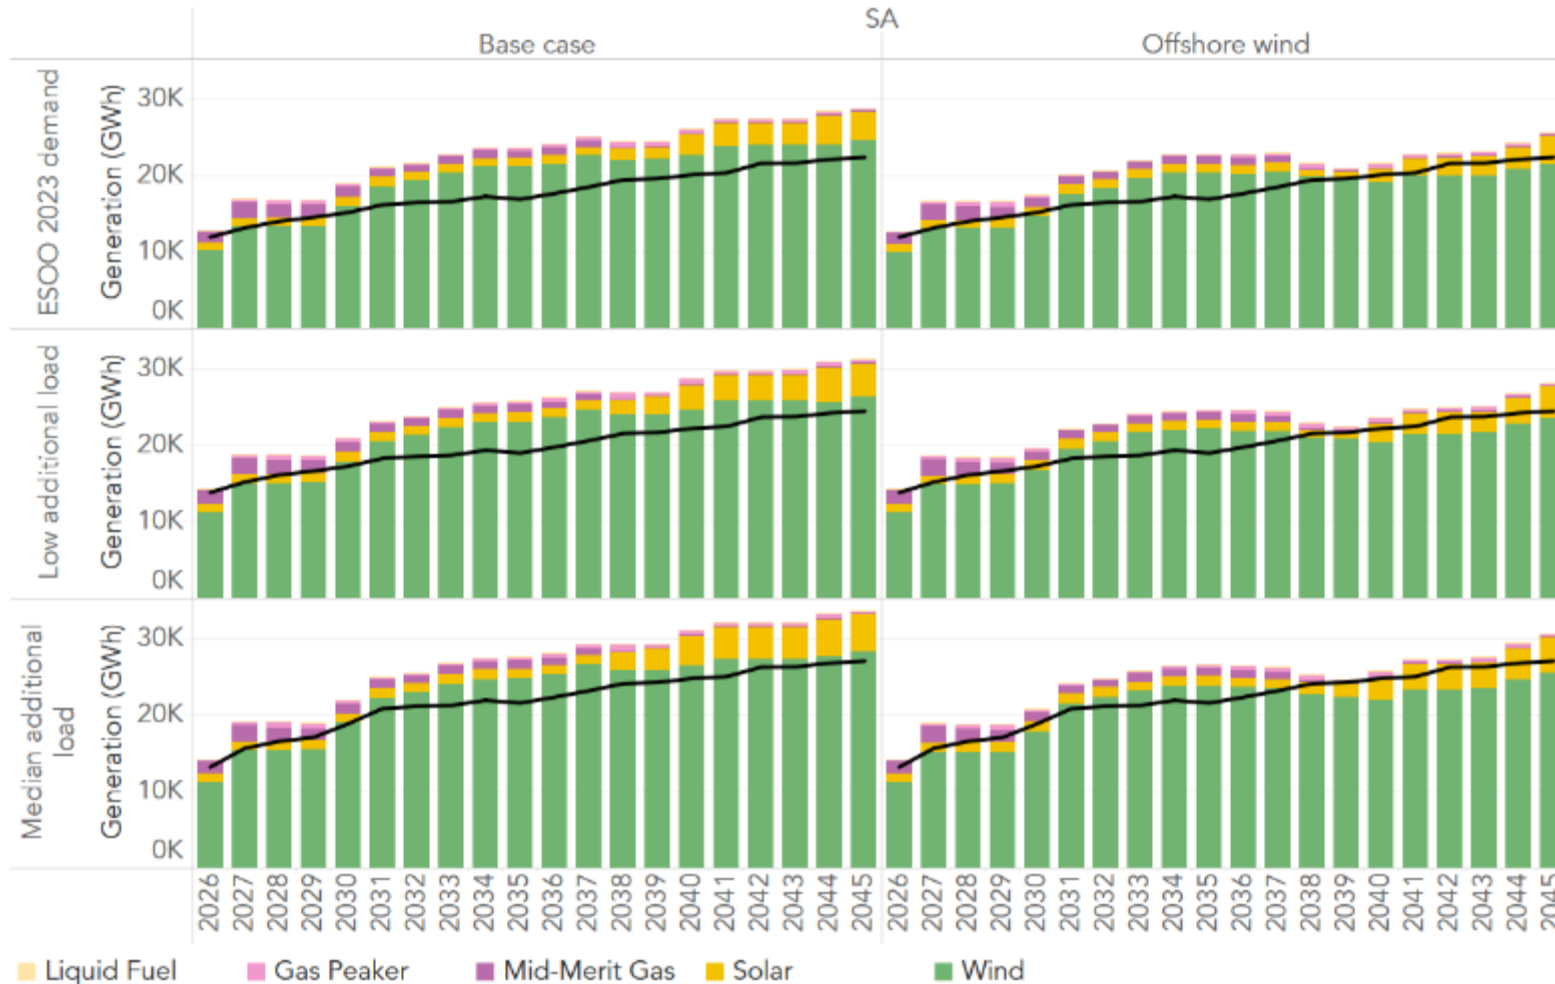 SA
Base case
Offshore wind
ESOO 2023 demand
Generation (GWh)
30K
20K
10K
0K
Low additional load
Generation (GWh)
30K
20K
10K
0K
Median additional
load
Generation (GWh)
30K
20K
10K
0K
2026 2027 2028 2029 2030 2031 2032 2033 2034 2035 2036 2037 2038 2039 2040 2041 2042 2043 2044 2045
2026 2027 2028 2029 2030 2031 2032 2033 2034 2035 2036 2037 2038 2039 2040 2041 2042 2043 2044 2045
Liquid Fuel Gas Peaker Mid-Merit Gas Solar Wind